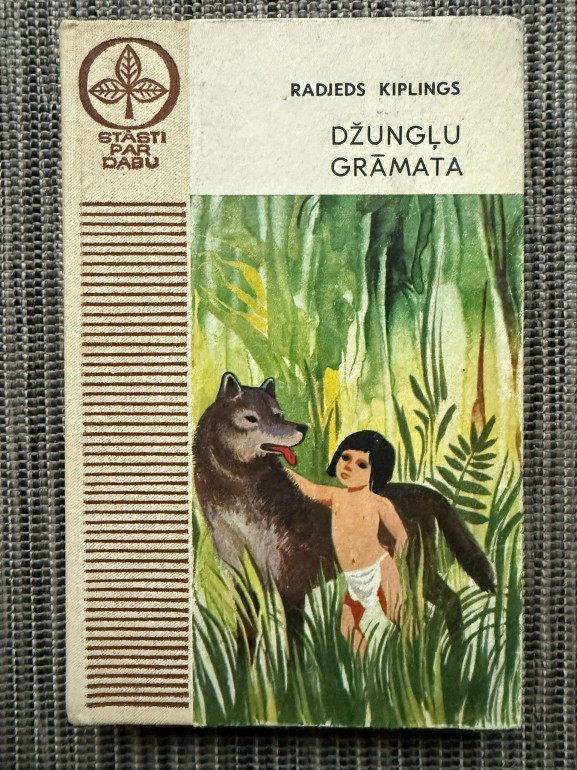 STĀSTI
PAR
DABU
RADJEDS KIPLINGS
DŽUNGĻU
GRĀMATA